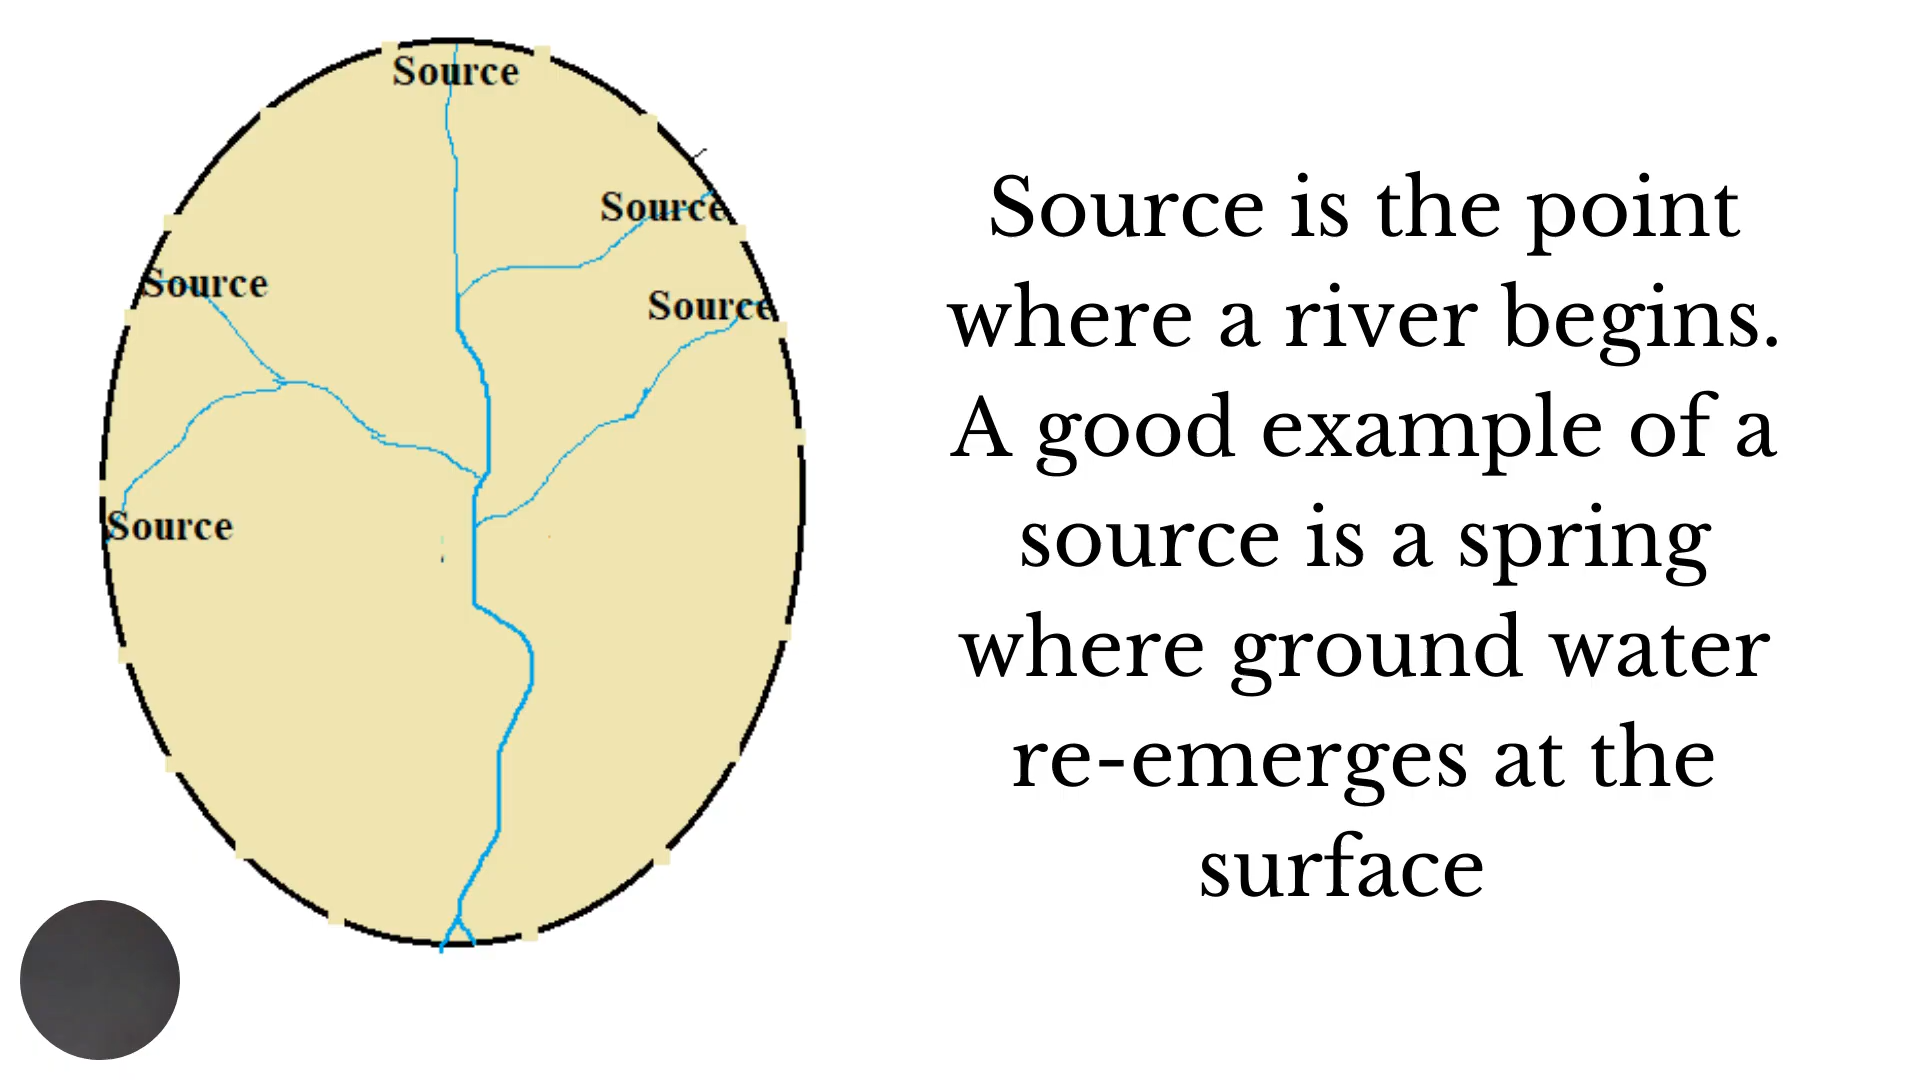 Source
Source
Source
Source
Source
Source is the point
where a river begins.
A good example of a
source is a spring
where ground water
re-emerges at the
surface